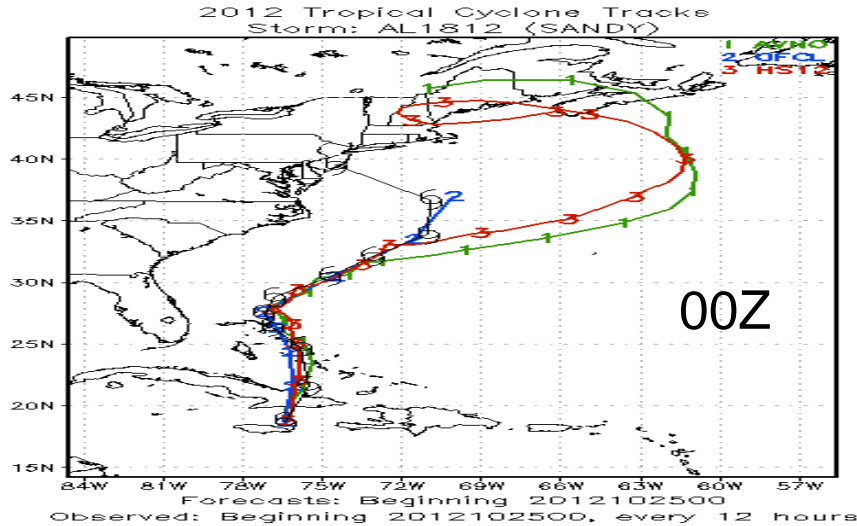 2012 Tropical Cyclone Tracks
Storm: AL1812 (SANDY)
1 AVNO
2 OFCL
3 HST2
45N
40N
35N
30N
25N
20N
15N
00Z
84W 81W 78W 75W 72W 69W 66W 63W 60W 57W
Forecasts: Beginning 2012102500
Observed: Beginning 2012102500, every 12 hours